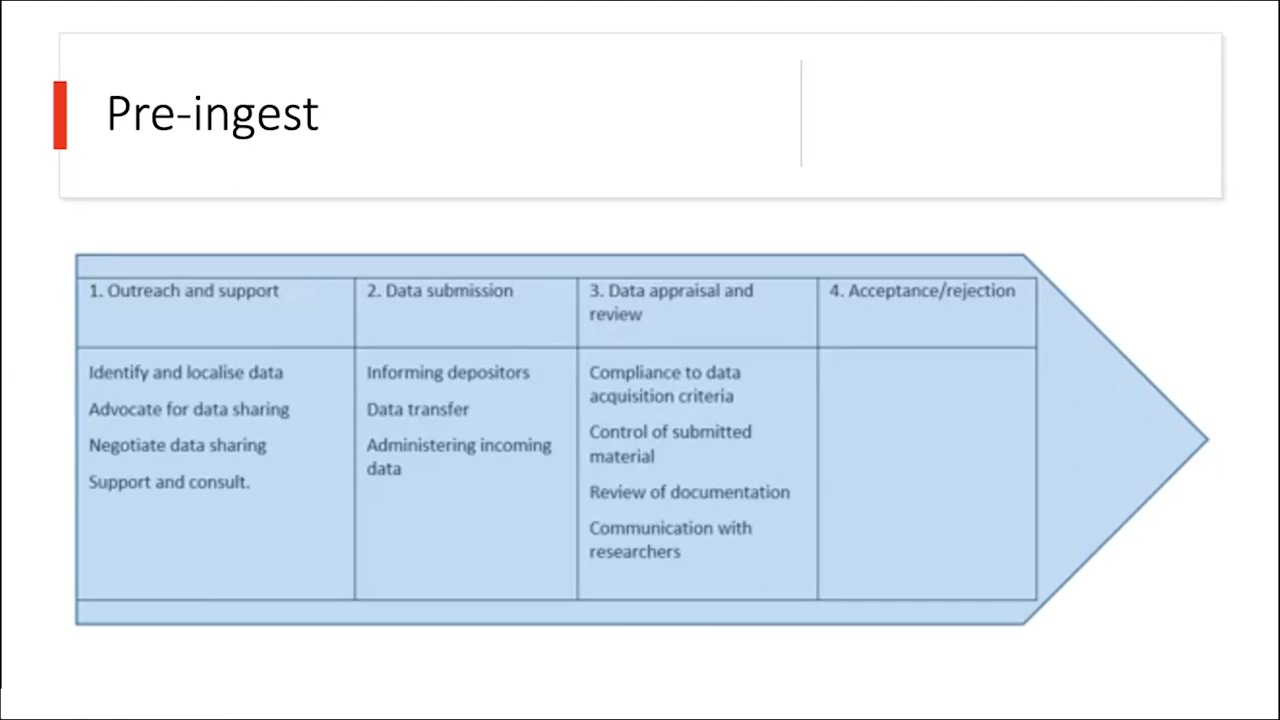 Pre-ingest
1. Outreach and support
Identify and localise data
Advocate for data sharing
Negotiate data sharing
Support and consult.
2. Data submission
Informing depositors
Data transfer
Administering incoming
data
3. Data appraisal and
review
Compliance to data
acquisition criteria
Control of submitted
material
Review of documentation
Communication with
researchers
4. Acceptance/rejection